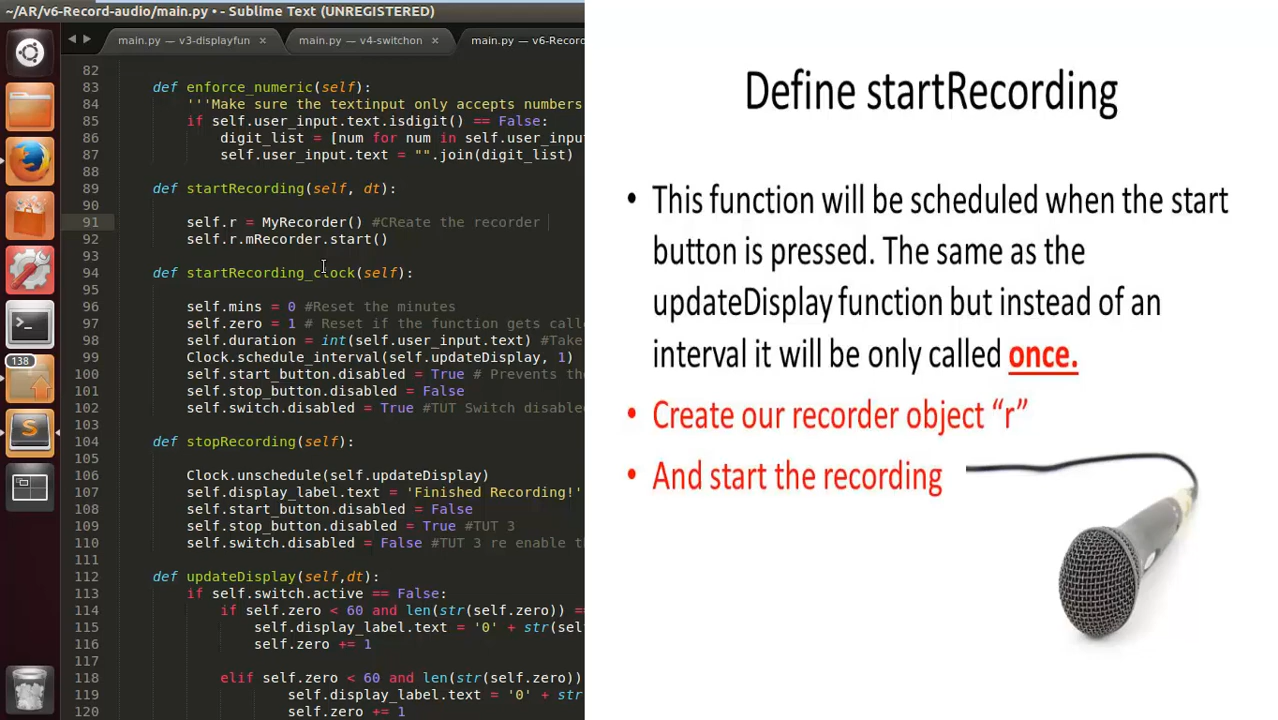 ~/AR/v6-Record-audio/main.py • - Sublime Text (UNREGISTERED)
main.py — v3-displayfun ×
main.py — v4-switchon ×
main.py — v6-Recor
82
83 def enforce_numeric(self):
84 '''Make sure the textinput only accepts numbers
85 if self.user_input.text.isdigit() == False:
86 digit_list = [num for num in self.user_input
87 self.user_input.text = "".join(digit_list)
88
89 def startRecording(self, dt):
90
91 self.r = MyRecorder() #CReate the recorder
92 self.r.mRecorder.start()
93
94 def startRecording_clock(self):
95
96 self.mins = 0 #Reset the minutes
97 self.zero = 1 # Reset if the function gets calle
98 self.duration = int(self.user_input.text) #Take
99 Clock.schedule_interval(self.updateDisplay, 1)
100 self.start_button.disabled = True # Prevents the
101 self.stop_button.disabled = False
102 self.switch.disabled = True #TUT Switch disabled
103
104 def stopRecording(self):
105
106 Clock.unschedule(self.updateDisplay)
107 self.display_label.text = 'Finished Recording!'
108 self.start_button.disabled = False
109 self.stop_button.disabled = True #TUT 3
110 self.switch.disabled = False #TUT 3 re enable th
111
112 def updateDisplay(self,dt):
113 if self.switch.active == False:
114 if self.zero < 60 and len(str(self.zero)) ==
115 self.display_label.text = '0' + str(sel
116 self.zero += 1
117
118 elif self.zero < 60 and len(str(self.zero))
119 self.display_label.text = '0' + str
120 self.zero += 1
138
Define startRecording
• This function will be scheduled when the start
button is pressed. The same as the
updateDisplay function but instead of an
interval it will be only called once.
• Create our recorder object “r”
• And start the recording